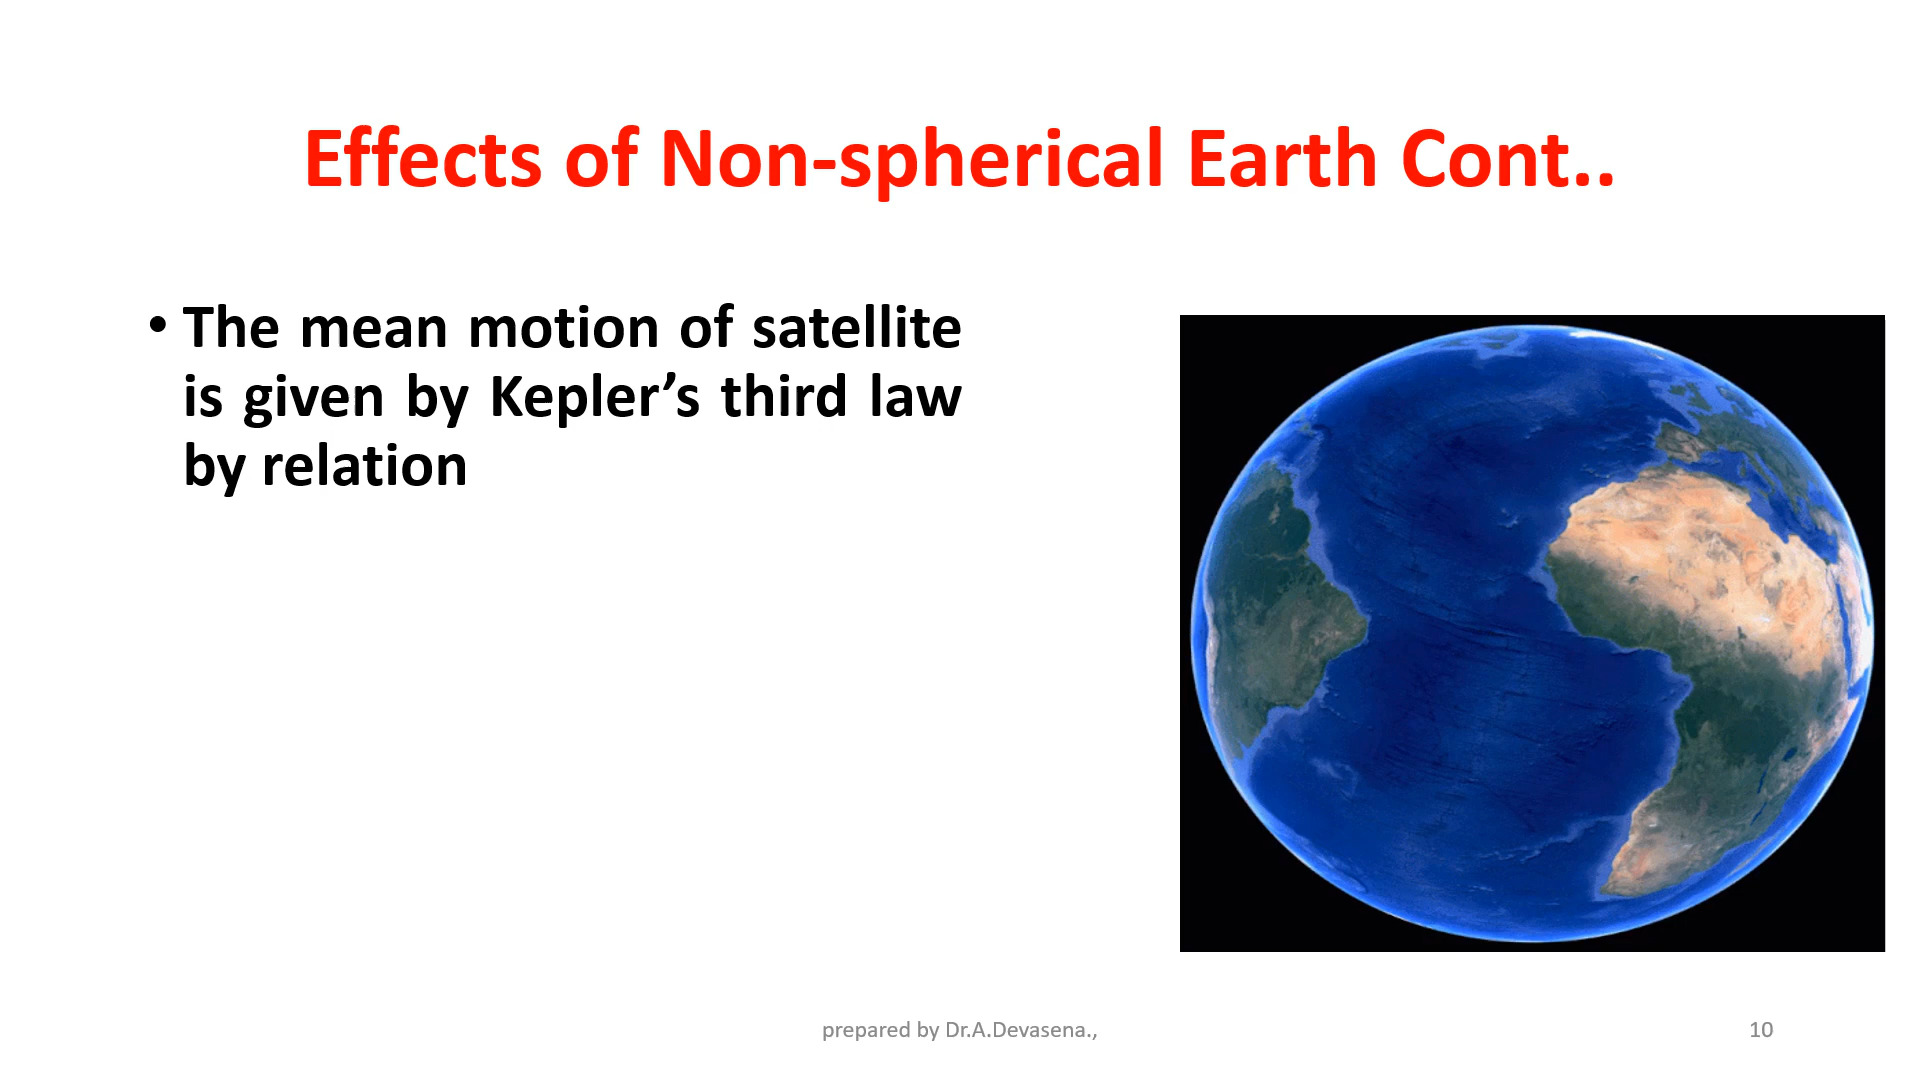 Effects of Non-spherical Earth Cont..
• The mean motion of satellite
is given by Kepler’s third law
by relation
prepared by Dr.A.Devasena.,
10